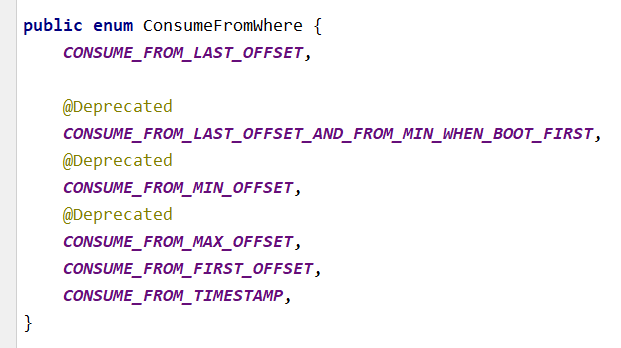 public enum ConsumeFromWhere {
CONSUME_FROM_LAST_OFFSET,
@Deprecated
CONSUME_FROM_LAST_OFFSET_AND_FROM_MIN_WHEN_BOOT_FIRST,
@Deprecated
CONSUME_FROM_MIN_OFFSET,
@Deprecated
CONSUME_FROM_MAX_OFFSET,
CONSUME_FROM_FIRST_OFFSET,
CONSUME_FROM_TIMESTAMP,
}